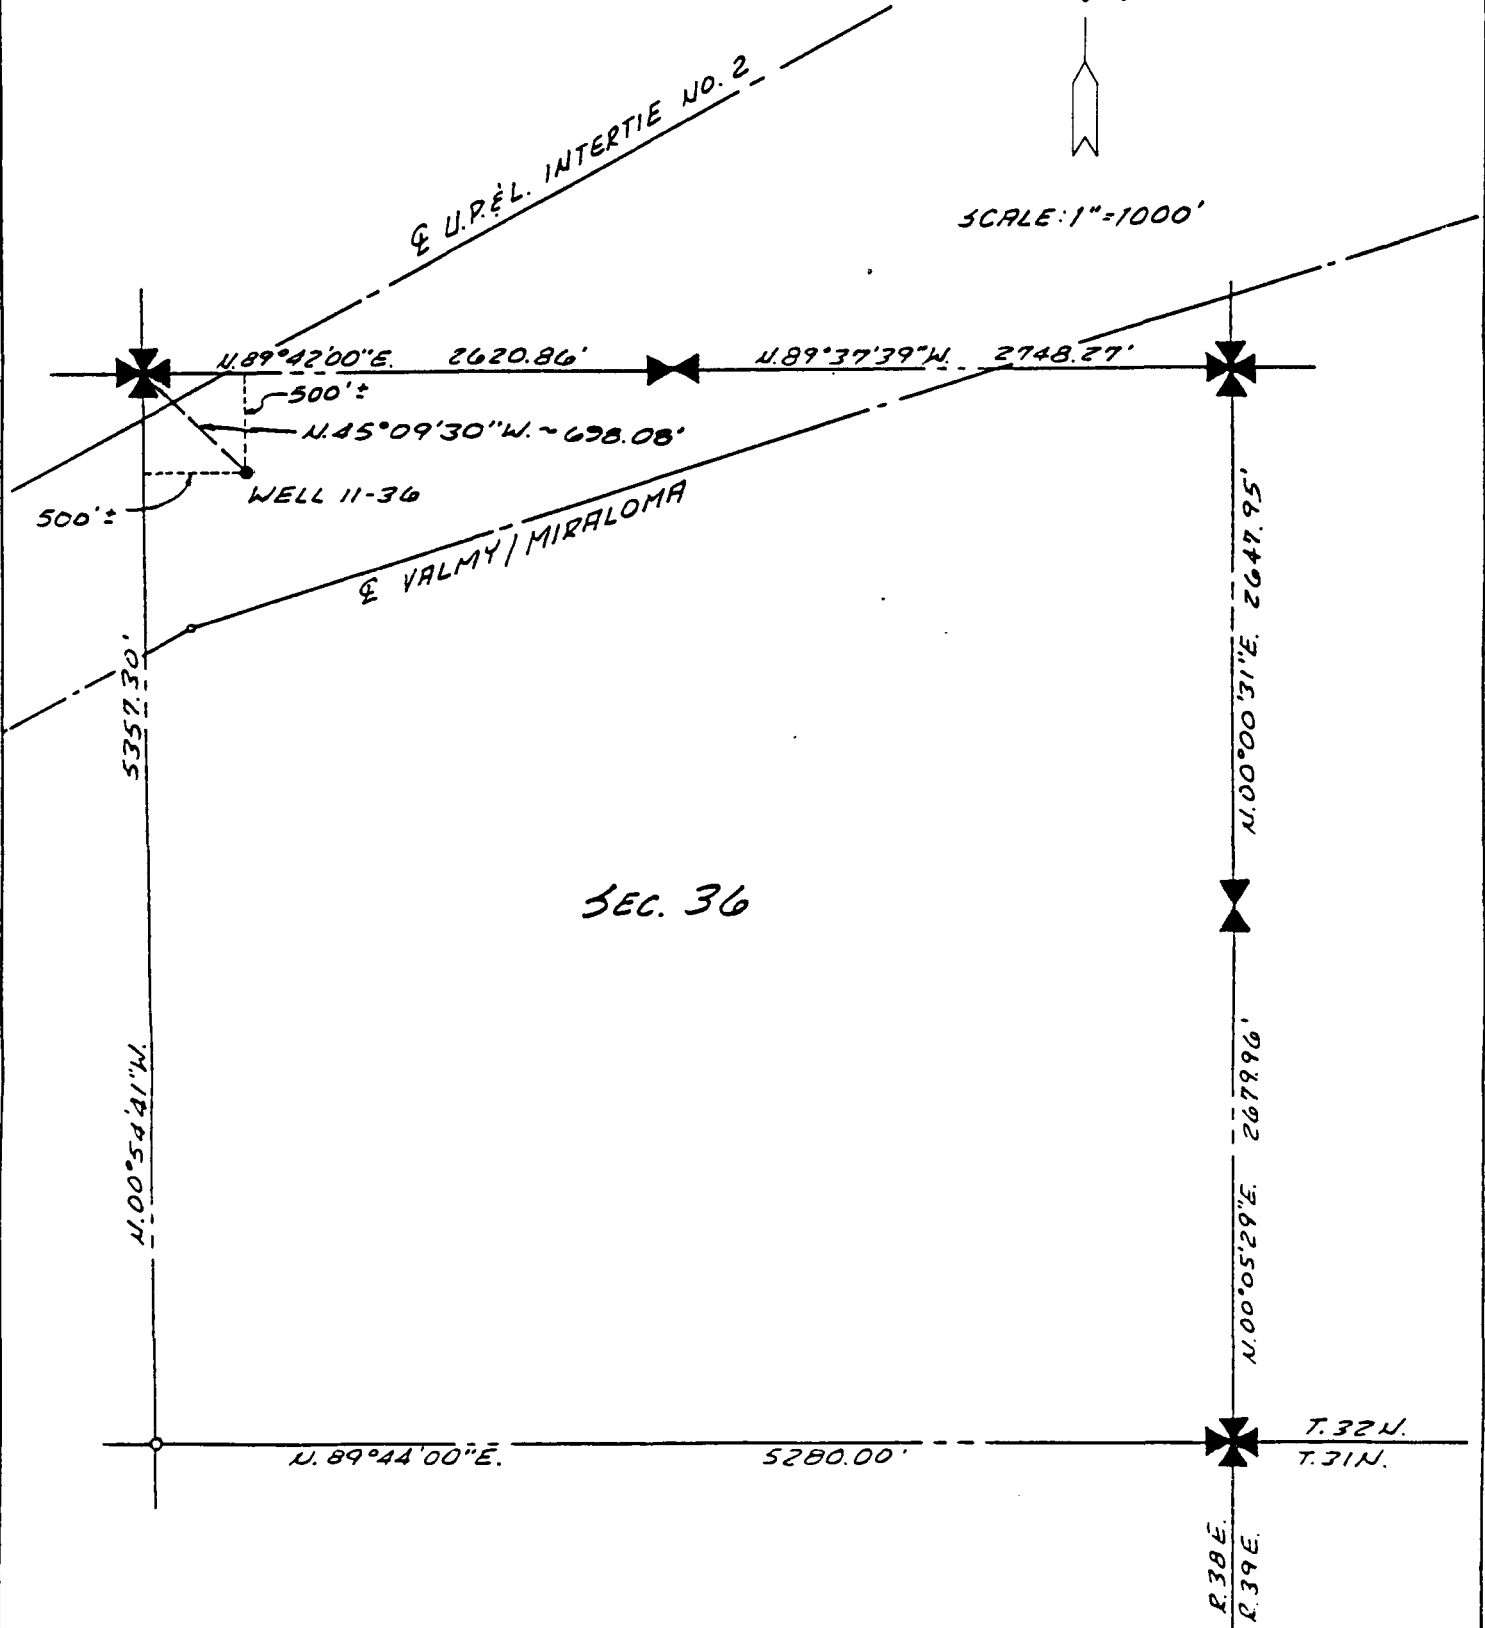 ℄ U.P.&L. INTERTIE NO. 2
SCALE: 1"=1000'
N.89°42'00"E. 2620.86'
N.89°37'39"W. 2748.27'
500'±
N.45°09'30"W. ~ 698.08'
WELL 11-36
500'±
℄ VALMY/MIRALOMA
5357.30'
N.00°54'41"W.
N.00°00'31"E. 2647.95'
SEC. 36
N.00°05'29"E. 2679.96'
N.89°44'00"E. 5280.00'
T.32N.
T.31N.
R.38E.
R.39E.